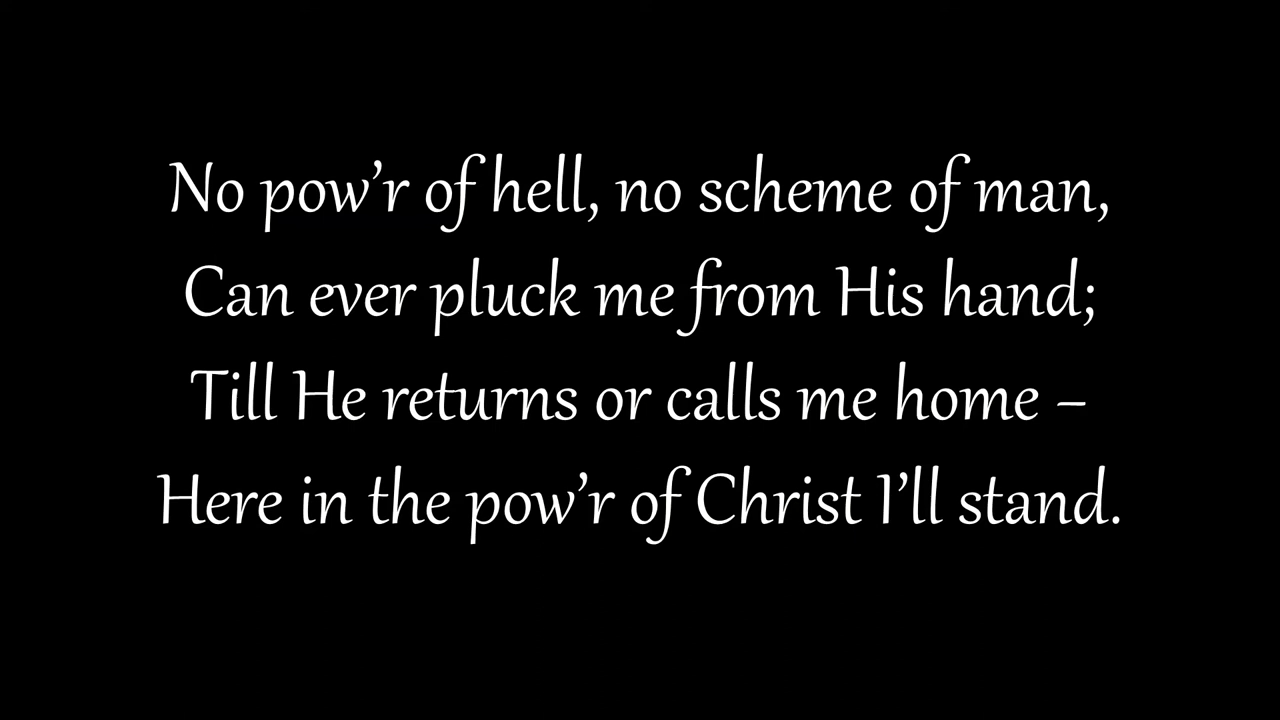 No pow’r of hell, no scheme of man,
Can ever pluck me from His hand;
Till He returns or calls me home –
Here in the pow’r of Christ I’ll stand.